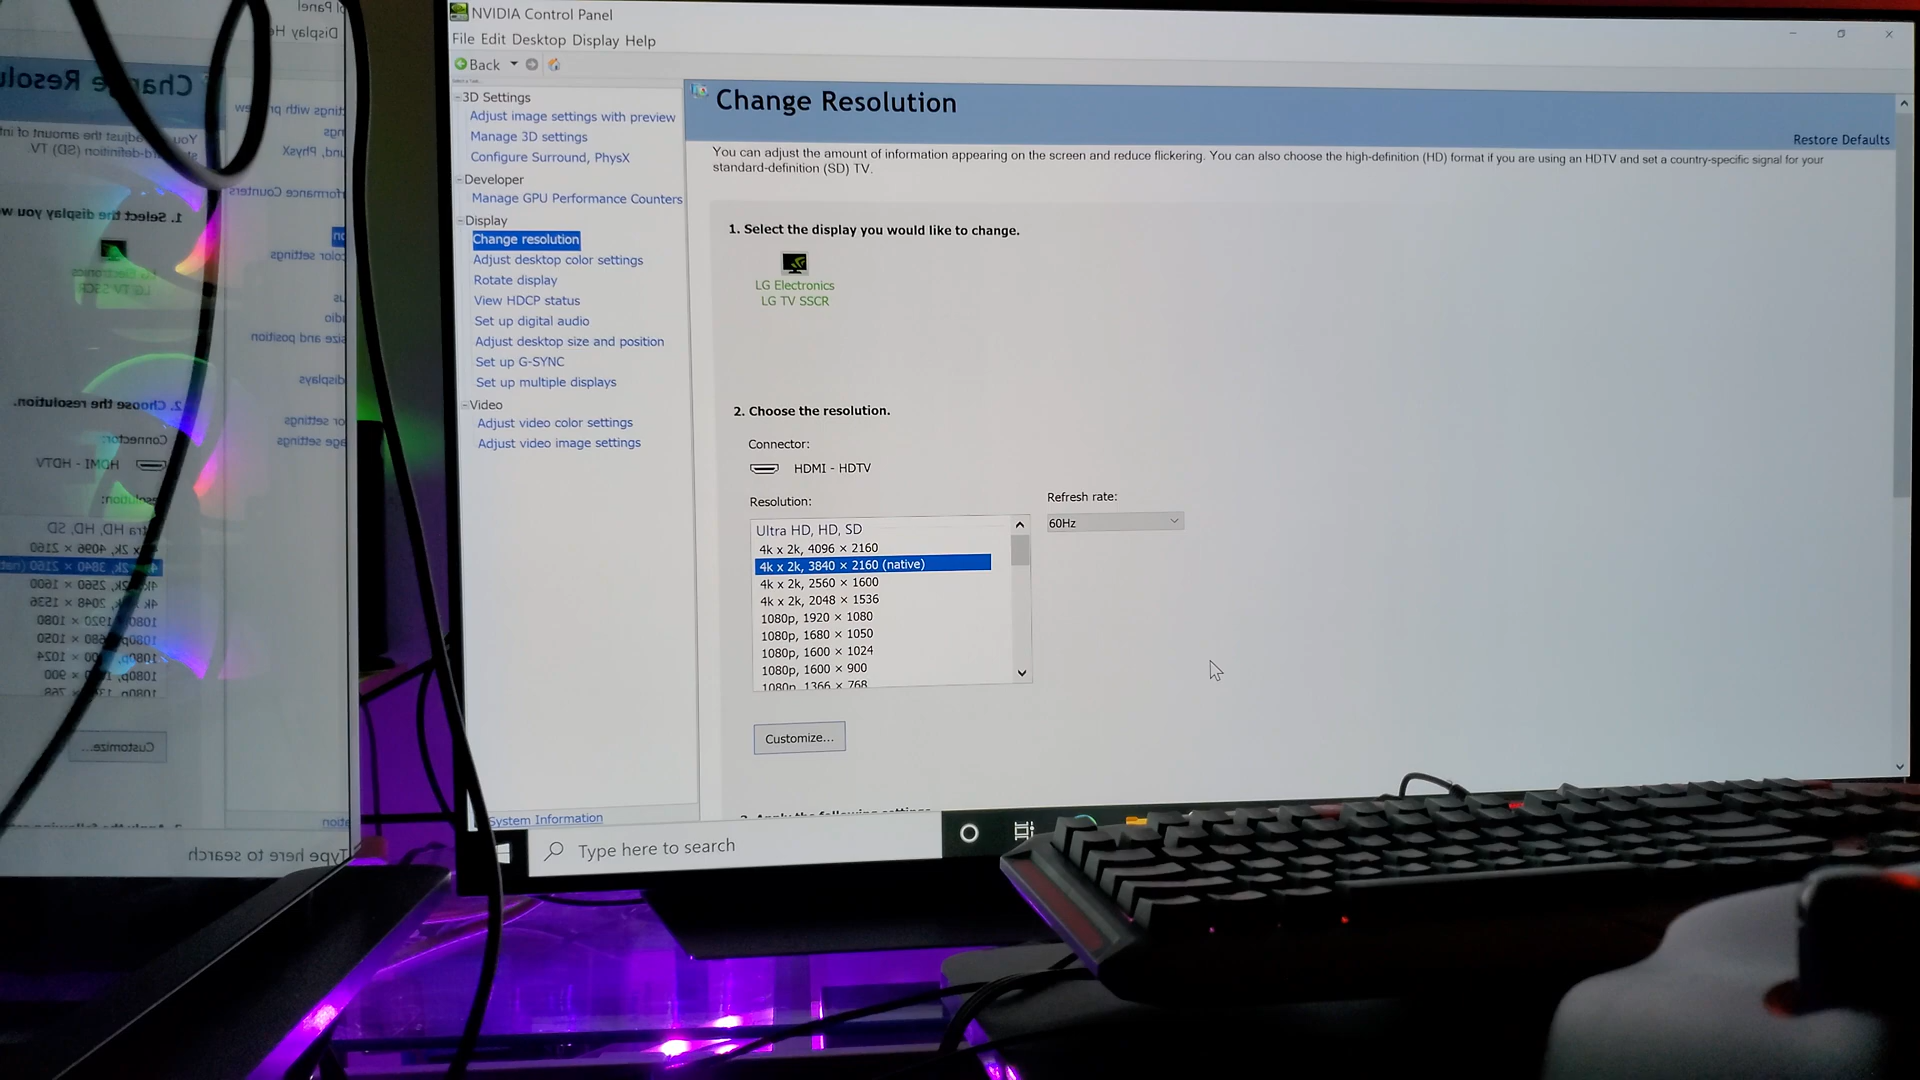 NVIDIA Control Panel
File Edit Desktop Display Help
Back
3D Settings
Adjust image settings with preview
Manage 3D settings
Configure Surround, PhysX
Developer
Manage GPU Performance Counters
Display
Change resolution
Adjust desktop color settings
Rotate display
View HDCP status
Set up digital audio
Adjust desktop size and position
Set up G-SYNC
Set up multiple displays
Video
Adjust video color settings
Adjust video image settings
System Information
Change Resolution
Restore Defaults
You can adjust the amount of information appearing on the screen and reduce flickering. You can also choose the high-definition (HD) format if you are using an HDTV and set a country-specific signal for your
standard-definition (SD) TV.
1. Select the display you would like to change.
LG Electronics
LG TV SSCR
2. Choose the resolution.
Connector:
HDMI - HDTV
Resolution:
Refresh rate:
60Hz
Ultra HD, HD, SD
4k x 2k, 4096 × 2160
4k x 2k, 3840 × 2160 (native)
4k x 2k, 2560 × 1600
4k x 2k, 2048 × 1536
1080p, 1920 × 1080
1080p, 1680 × 1050
1080p, 1600 × 1024
1080p, 1600 × 900
1080p, 1366 × 768
Customize...
Type here to search